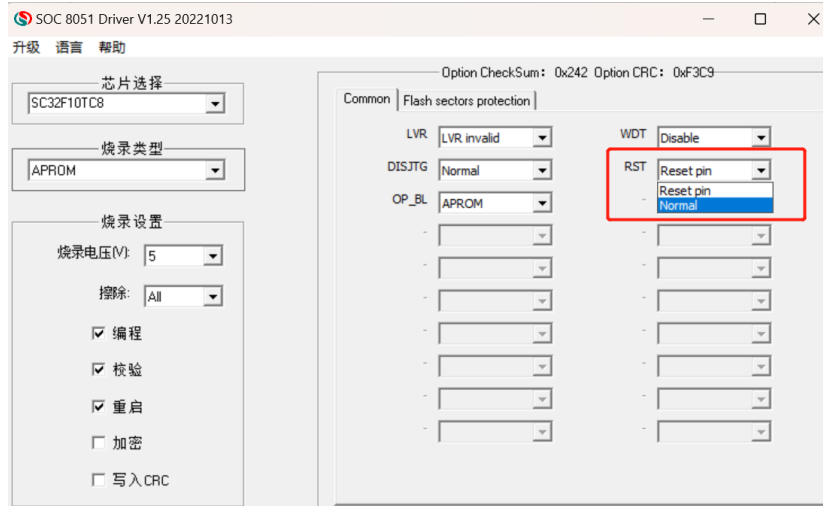 SOC 8051 Driver V1.25 20221013
升级 语言 帮助
芯片选择
SC32F10TC8
烧录类型
APROM
烧录设置
烧录电压(V): 5
擦除: All
编程
校验
重启
加密
写入CRC
Option CheckSum: 0x242 Option CRC: 0xF3C9
Common Flash sectors protection
LVR LVR invalid WDT Disable
DISJTG Normal RST Reset pin
Reset pin
OP_BL APROM - Normal
- -
- -
- -
- -
- -
- -
- -